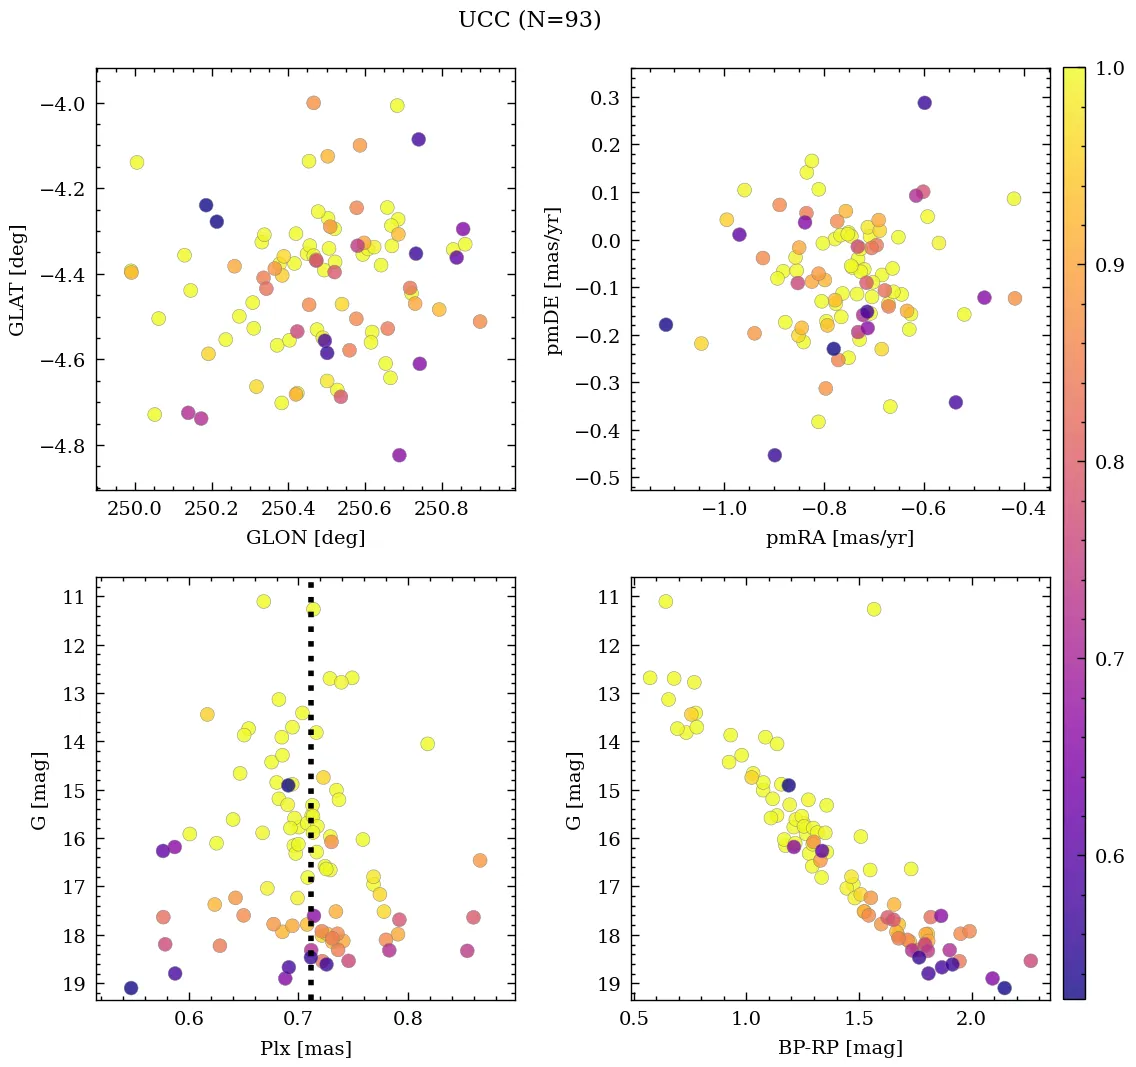 UCC (N=93)
−4.0
−4.2
−4.4
−4.6
−4.8
GLAT [deg]
250.0 250.2 250.4 250.6 250.8
GLON [deg]
0.3
0.2
0.1
0.0
−0.1
−0.2
−0.3
−0.4
−0.5
pmDE [mas/yr]
−1.0 −0.8 −0.6 −0.4
pmRA [mas/yr]
1.0
0.9
0.8
0.7
0.6
11
12
13
14
15
16
17
18
19
G [mag]
0.6 0.7 0.8
Plx [mas]
11
12
13
14
15
16
17
18
19
G [mag]
0.5 1.0 1.5 2.0
BP-RP [mag]